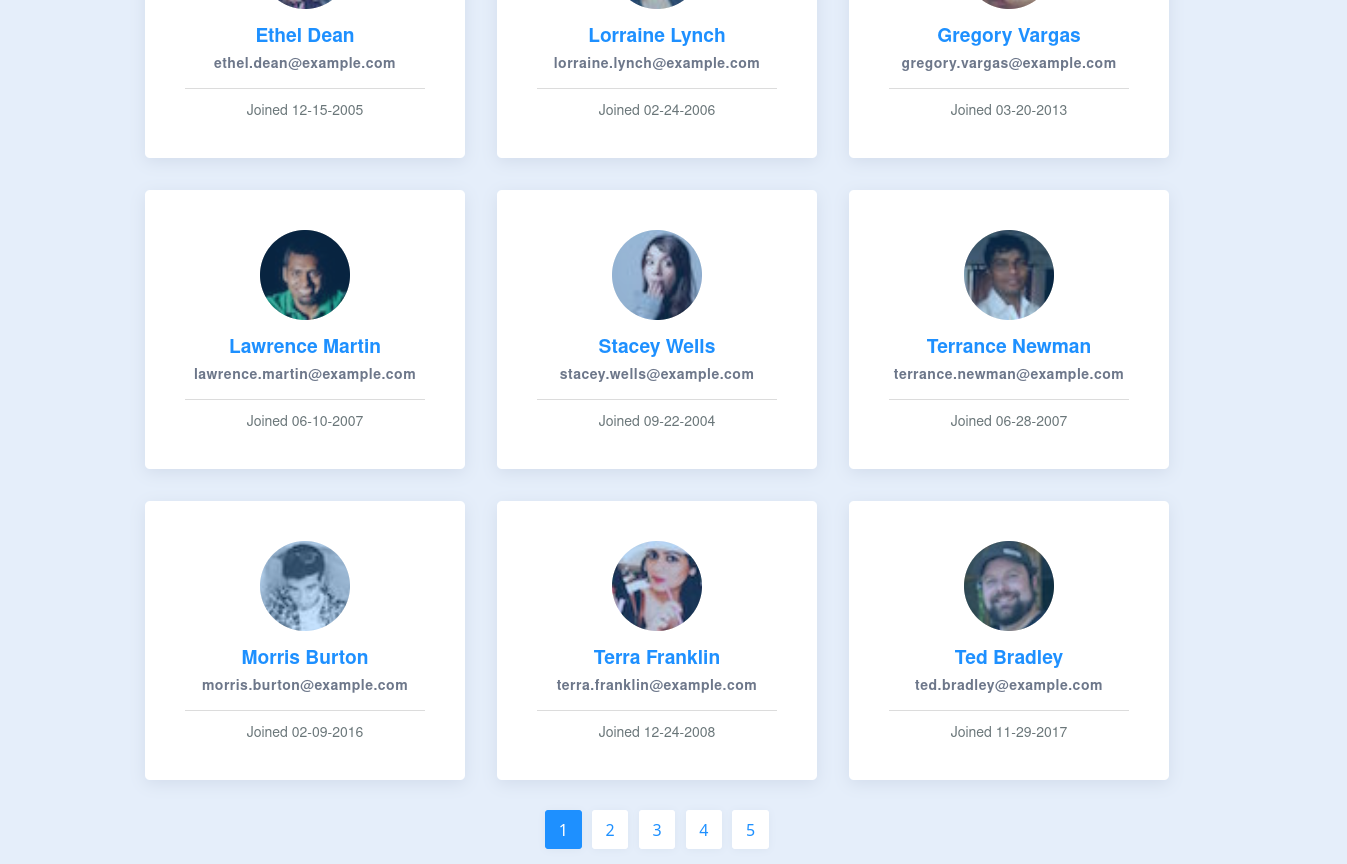 Ethel Dean
ethel.dean@example.com
Joined 12-15-2005
Lorraine Lynch
lorraine.lynch@example.com
Joined 02-24-2006
Gregory Vargas
gregory.vargas@example.com
Joined 03-20-2013
Lawrence Martin
lawrence.martin@example.com
Joined 06-10-2007
Stacey Wells
stacey.wells@example.com
Joined 09-22-2004
Terrance Newman
terrance.newman@example.com
Joined 06-28-2007
Morris Burton
morris.burton@example.com
Joined 02-09-2016
Terra Franklin
terra.franklin@example.com
Joined 12-24-2008
Ted Bradley
ted.bradley@example.com
Joined 11-29-2017
1 2 3 4 5